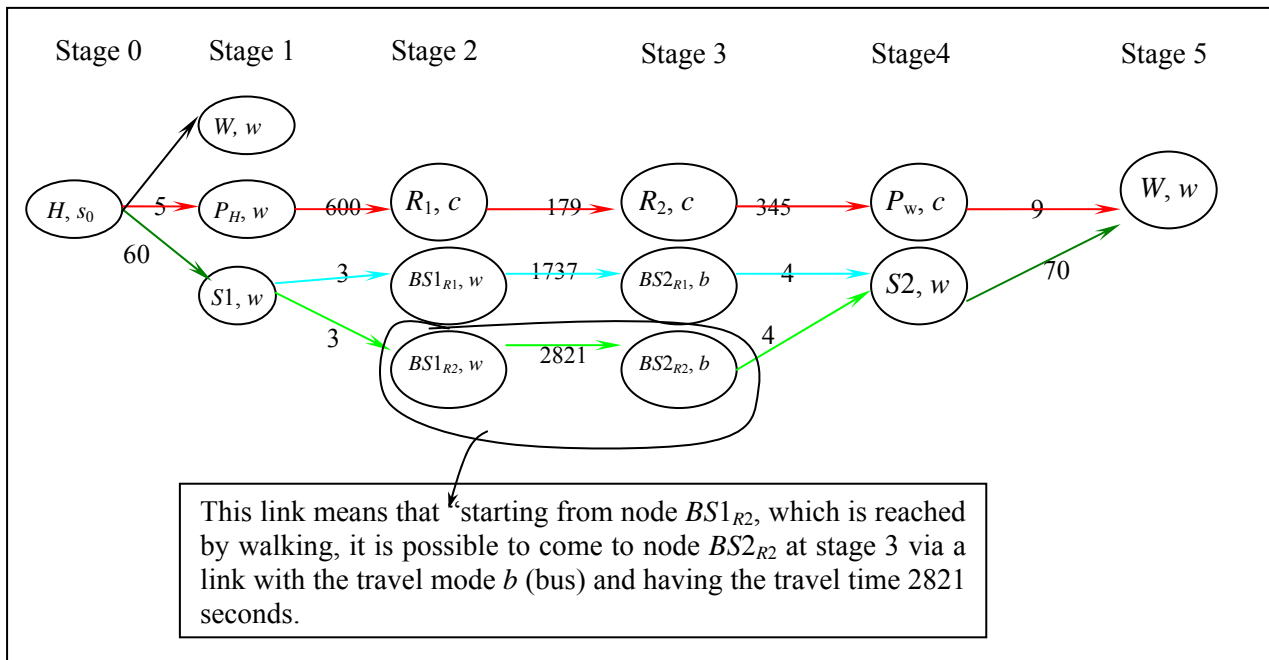 Stage 0 Stage 1 Stage 2 Stage 3 Stage4 Stage 5
W, w
H, s0 5 PH, w 600 R1, c 179 R2, c 345 Pw, c 9 W, w
60 S1, w 3 BS1R1, w 1737 BS2R1, b 4 S2, w 70
3 BS1R2, w 2821 BS2R2, b 4
This link means that “starting from node BS1R2, which is reached
by walking, it is possible to come to node BS2R2 at stage 3 via a
link with the travel mode b (bus) and having the travel time 2821
seconds.